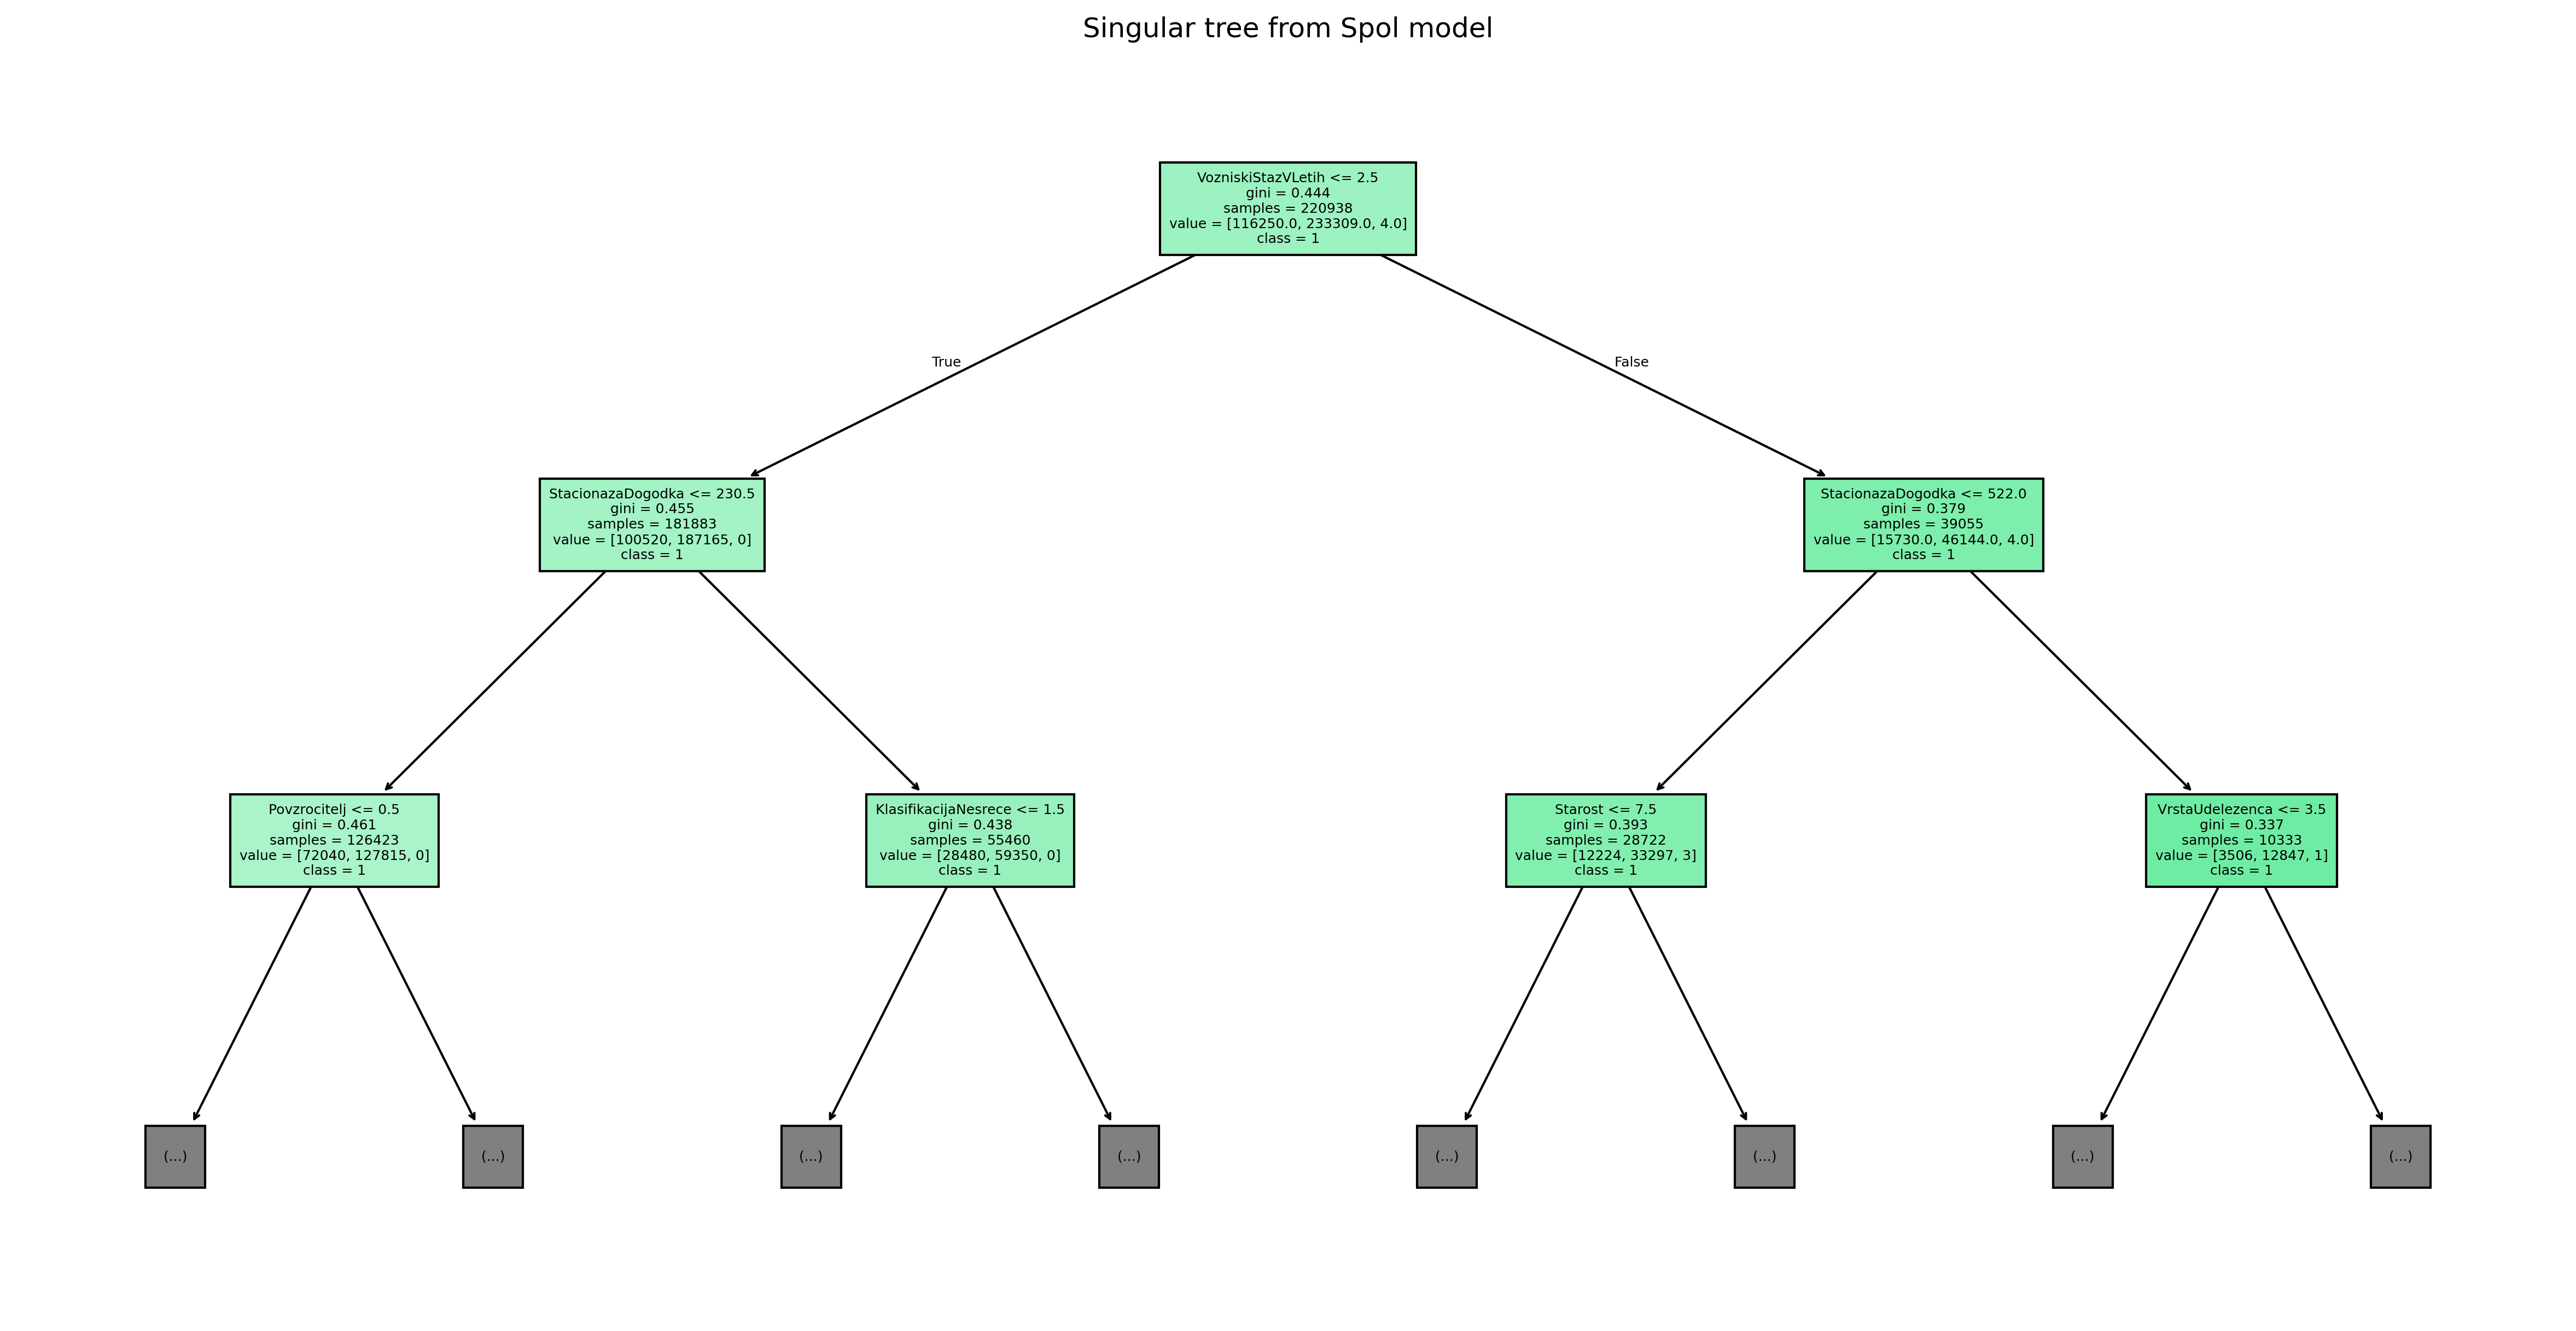 Singular tree from Spol model
VozniskiStazVLetih <= 2.5
gini = 0.444
samples = 220938
value = [116250.0, 233309.0, 4.0]
class = 1
True
False
StacionazaDogodka <= 230.5
gini = 0.455
samples = 181883
value = [100520, 187165, 0]
class = 1
StacionazaDogodka <= 522.0
gini = 0.379
samples = 39055
value = [15730.0, 46144.0, 4.0]
class = 1
Povzrocitelj <= 0.5
gini = 0.461
samples = 126423
value = [72040, 127815, 0]
class = 1
KlasifikacijaNesrece <= 1.5
gini = 0.438
samples = 55460
value = [28480, 59350, 0]
class = 1
Starost <= 7.5
gini = 0.393
samples = 28722
value = [12224, 33297, 3]
class = 1
VrstaUdelezenca <= 3.5
gini = 0.337
samples = 10333
value = [3506, 12847, 1]
class = 1
(...)
(...)
(...)
(...)
(...)
(...)
(...)
(...)